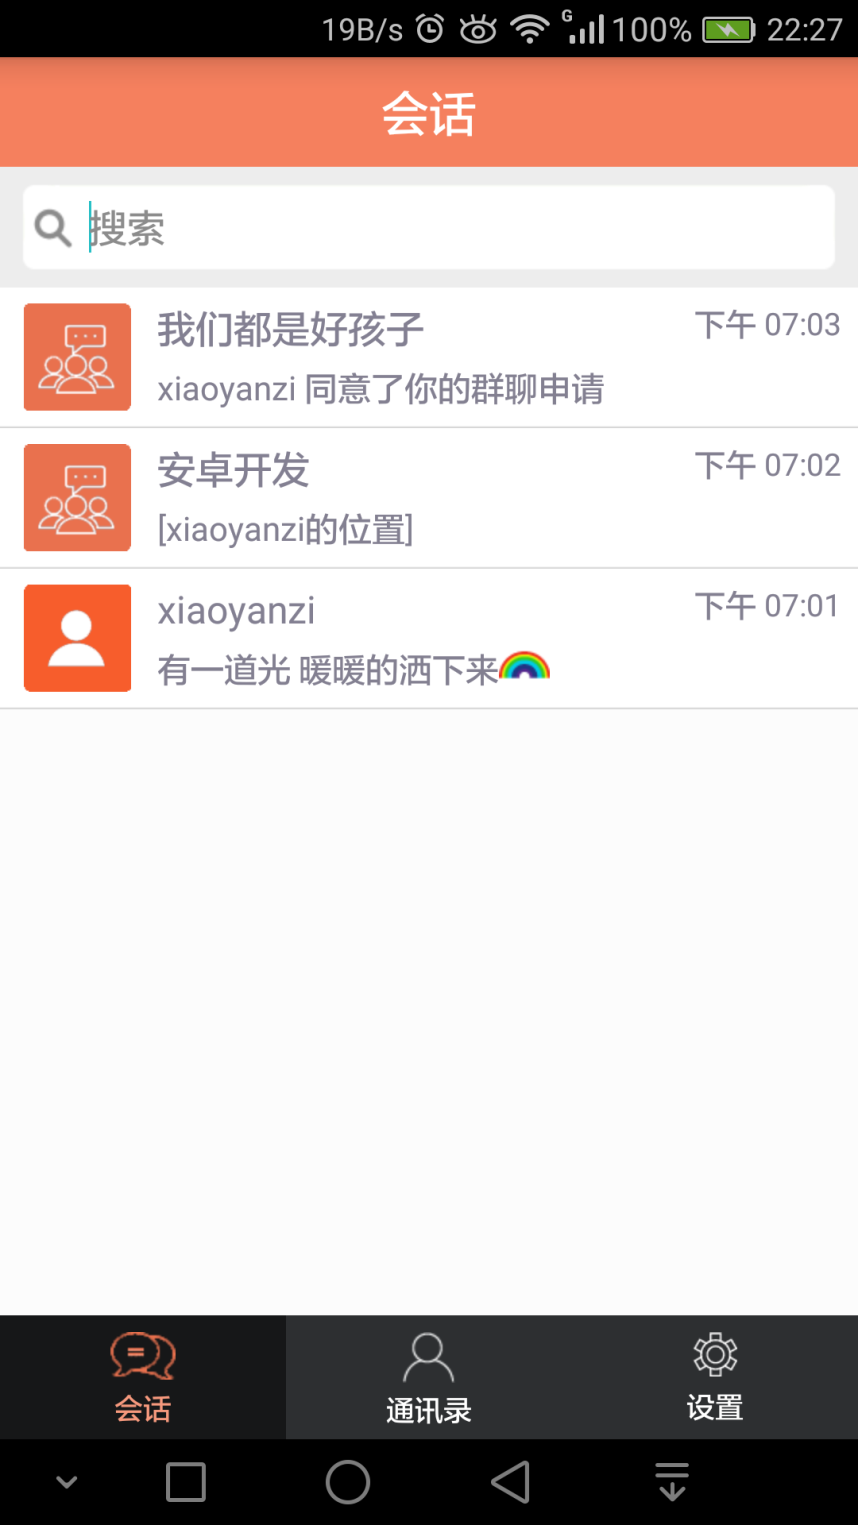 19B/s G 100% 22:27
会话
搜索
我们都是好孩子 下午 07:03
xiaoyanzi 同意了你的群聊申请
安卓开发 下午 07:02
[xiaoyanzi的位置]
xiaoyanzi 下午 07:01
有一道光 暖暖的洒下来🌈
会话 通讯录 设置